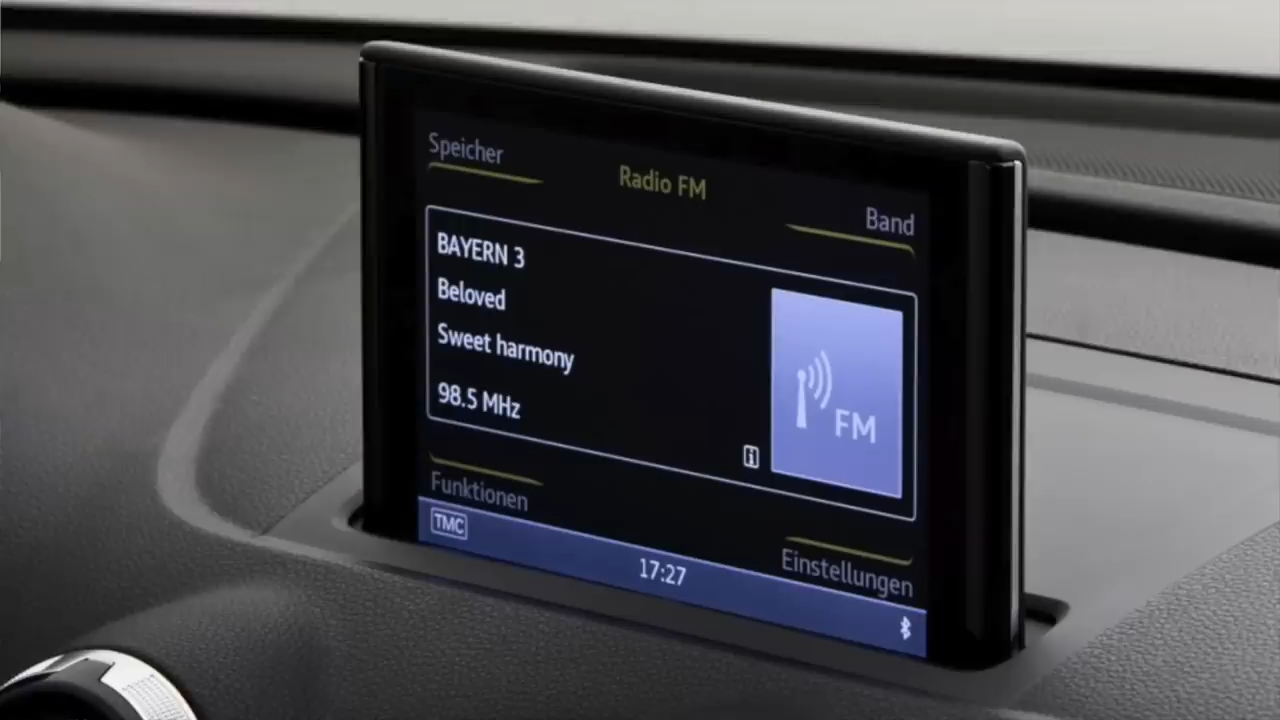 Speicher
Radio FM
Band
BAYERN 3
Beloved
Sweet harmony
98.5 MHz
i
FM
Funktionen
Einstellungen
TMC
17:27